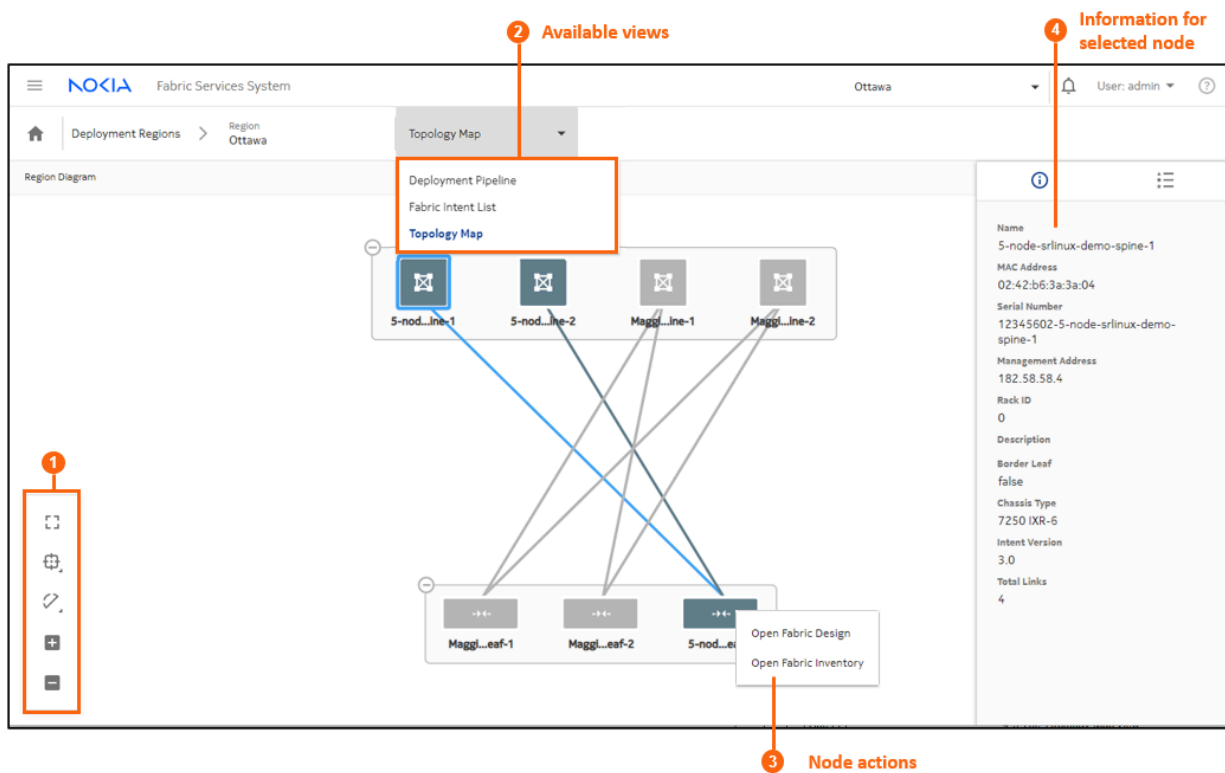 2 Available views
4 Information for
selected node
NOKIA Fabric Services System
Ottawa
User: admin
?
Deployment Regions
Region
Ottawa
Topology Map
Region Diagram
Deployment Pipeline
Fabric Intent List
Topology Map
5-nod...ine-1
5-nod...ine-2
Maggi...ine-1
Maggi...ine-2
Name
5-node-srlinux-demo-spine-1
MAC Address
02:42:b6:3a:3a:04
Serial Number
12345602-5-node-srlinux-demo-
spine-1
Management Address
182.58.58.4
Rack ID
0
Description
Border Leaf
false
Chassis Type
7250 IXR-6
Intent Version
3.0
Total Links
4
1
Maggi...eaf-1
Maggi...eaf-2
5-nod...ea
Open Fabric Design
Open Fabric Inventory
3 Node actions